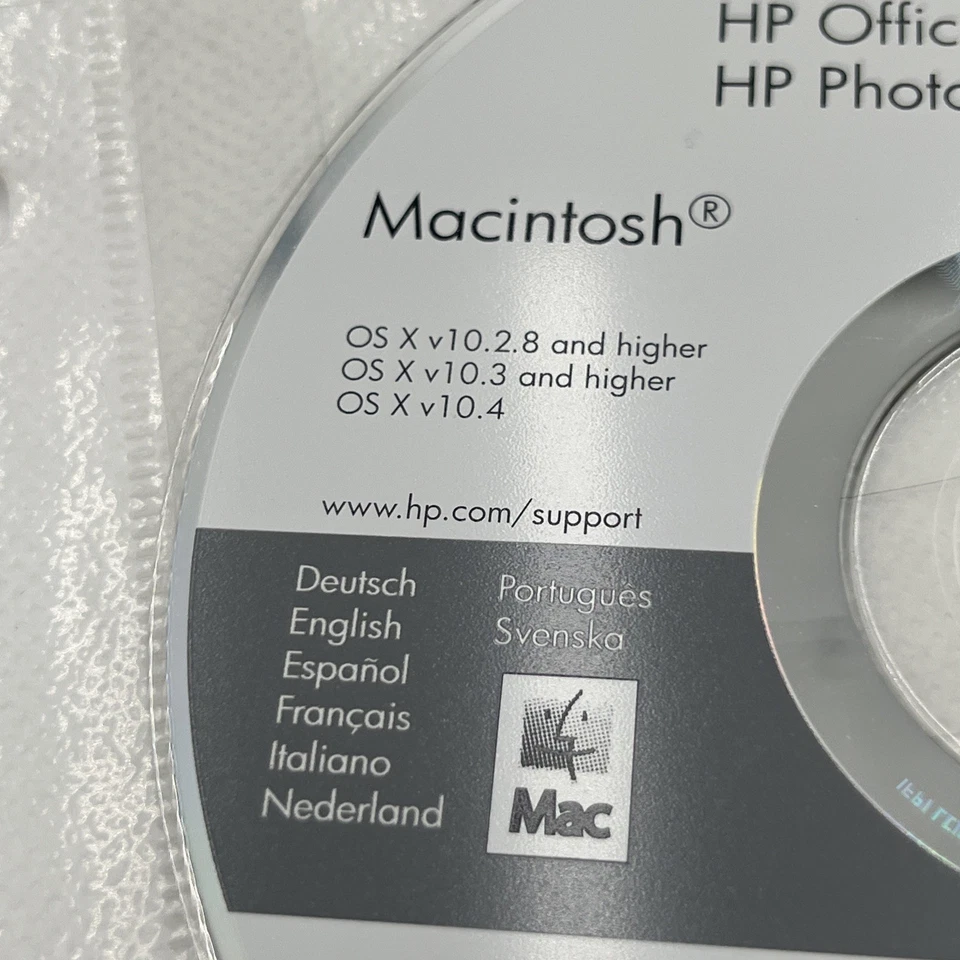 HP Offic
HP Photo
Macintosh®
OS X v10.2.8 and higher
OS X v10.3 and higher
OS X v10.4
www.hp.com/support
Deutsch
English
Español
Français
Italiano
Nederland
Português
Svenska
Mac